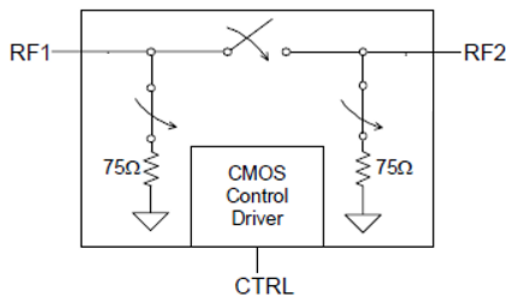 RF1
RF2
75Ω
75Ω
CMOS
Control
Driver
CTRL